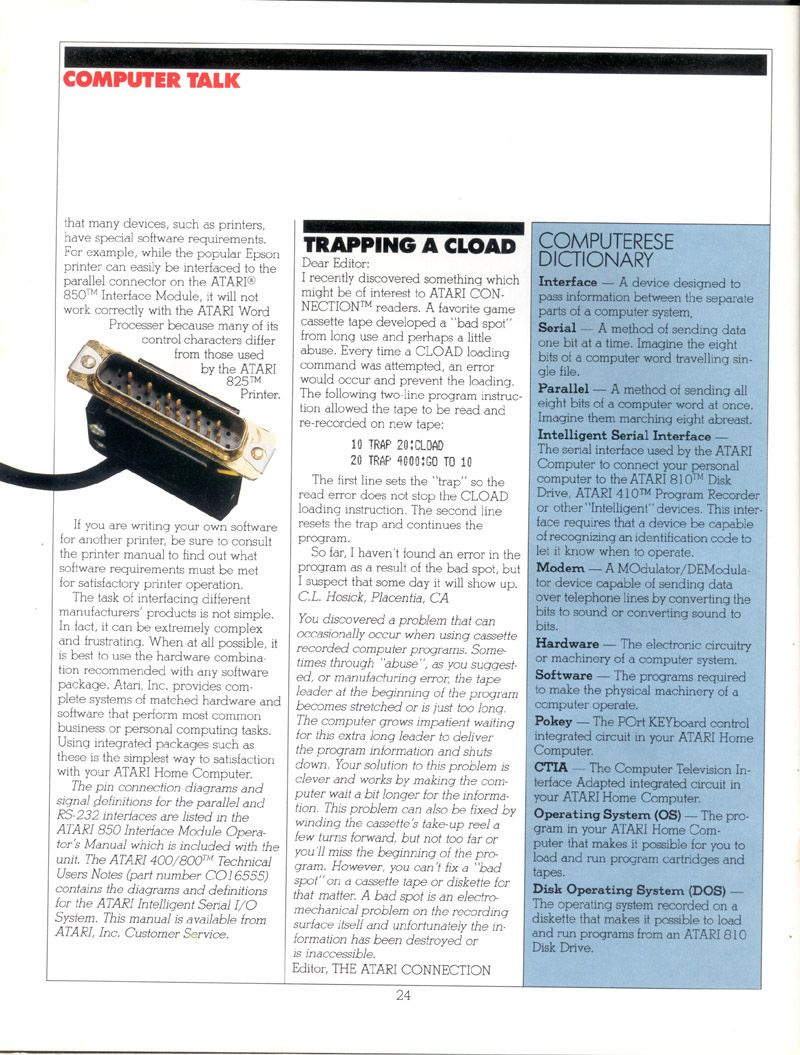 COMPUTER TALK
that many devices, such as printers,
have special software requirements.
For example, while the popular Epson
printer can easily be interfaced to the
parallel connector on the ATARI®
850™ Interface Module, it will not
work correctly with the ATARI Word
Processer because many of its
control characters differ
from those used
by the ATARI
825™
Printer.
If you are writing your own software
for another printer, be sure to consult
the printer manual to find out what
software requirements must be met
for satisfactory printer operation.
The task of interfacing different
manufacturers' products is not simple.
In fact, it can be extremely complex
and frustrating. When at all possible, it
is best to use the hardware combina-
tion recommended with any software
package. Atari, Inc. provides com-
plete systems of matched hardware and
software that perform most common
business or personal computing tasks.
Using integrated packages such as
these is the simplest way to satisfaction
with your ATARI Home Computer.
The pin connection diagrams and
signal definitions for the parallel and
RS-232 interfaces are listed in the
ATARI 850 Interface Module Opera-
tor's Manual which is included with the
unit. The ATARI 400/800™ Technical
Users Notes (part number CO16555)
contains the diagrams and definitions
for the ATARI Intelligent Serial I/O
System. This manual is available from
ATARI, Inc. Customer Service.
TRAPPING A CLOAD
Dear Editor:
I recently discovered something which
might be of interest to ATARI CON-
NECTION™ readers. A favorite game
cassette tape developed a "bad spot"
from long use and perhaps a little
abuse. Every time a CLOAD loading
command was attempted, an error
would occur and prevent the loading.
The following two-line program instruc-
tion allowed the tape to be read and
re-recorded on new tape:
10 TRAP 20:CLOAD
20 TRAP 4000:GO TO 10
The first line sets the "trap" so the
read error does not stop the CLOAD
loading instruction. The second line
resets the trap and continues the
program.
So far, I haven't found an error in the
program as a result of the bad spot, but
I suspect that some day it will show up.
C.L. Hosick, Placentia, CA
You discovered a problem that can
occasionally occur when using cassette
recorded computer programs. Some-
times through "abuse", as you suggest-
ed, or manufacturing error, the tape
leader at the beginning of the program
becomes stretched or is just too long.
The computer grows impatient waiting
for this extra long leader to deliver
the program information and shuts
down. Your solution to this problem is
clever and works by making the com-
puter wait a bit longer for the informa-
tion. This problem can also be fixed by
winding the cassette's take-up reel a
few turns forward, but not too far or
you'll miss the beginning of the pro-
gram. However, you can't fix a "bad
spot" on a cassette tape or diskette for
that matter. A bad spot is an electro-
mechanical problem on the recording
surface itself and unfortunately the in-
formation has been destroyed or
is inaccessible.
Editor, THE ATARI CONNECTION
COMPUTERESE
DICTIONARY
Interface — A device designed to
pass information between the separate
parts of a computer system.
Serial — A method of sending data
one bit at a time. Imagine the eight
bits of a computer word travelling sin-
gle file.
Parallel — A method of sending all
eight bits of a computer word at once.
Imagine them marching eight abreast.
Intelligent Serial Interface —
The serial interface used by the ATARI
Computer to connect your personal
computer to the ATARI 810™ Disk
Drive, ATARI 410™ Program Recorder
or other "Intelligent" devices. This inter-
face requires that a device be capable
of recognizing an identification code to
let it know when to operate.
Modem — A MOdulator/DEModula-
tor device capable of sending data
over telephone lines by converting the
bits to sound or converting sound to
bits.
Hardware — The electronic circuitry
or machinery of a computer system.
Software — The programs required
to make the physical machinery of a
computer operate.
Pokey — The POrt KEYboard control
integrated circuit in your ATARI Home
Computer.
CTIA — The Computer Television In-
terface Adapted integrated circuit in
your ATARI Home Computer.
Operating System (OS) — The pro-
gram in your ATARI Home Com-
puter that makes it possible for you to
load and run program cartridges and
tapes.
Disk Operating System (DOS) —
The operating system recorded on a
diskette that makes it possible to load
and run programs from an ATARI 810
Disk Drive.
24